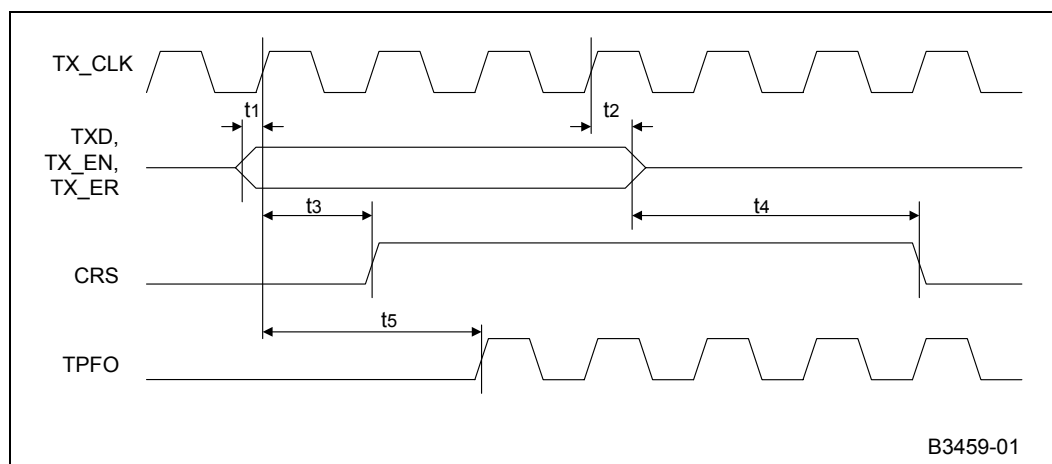 TX_CLK
t1
t2
TXD,
TX_EN,
TX_ER
t3
t4
CRS
t5
TPFO
B3459-01